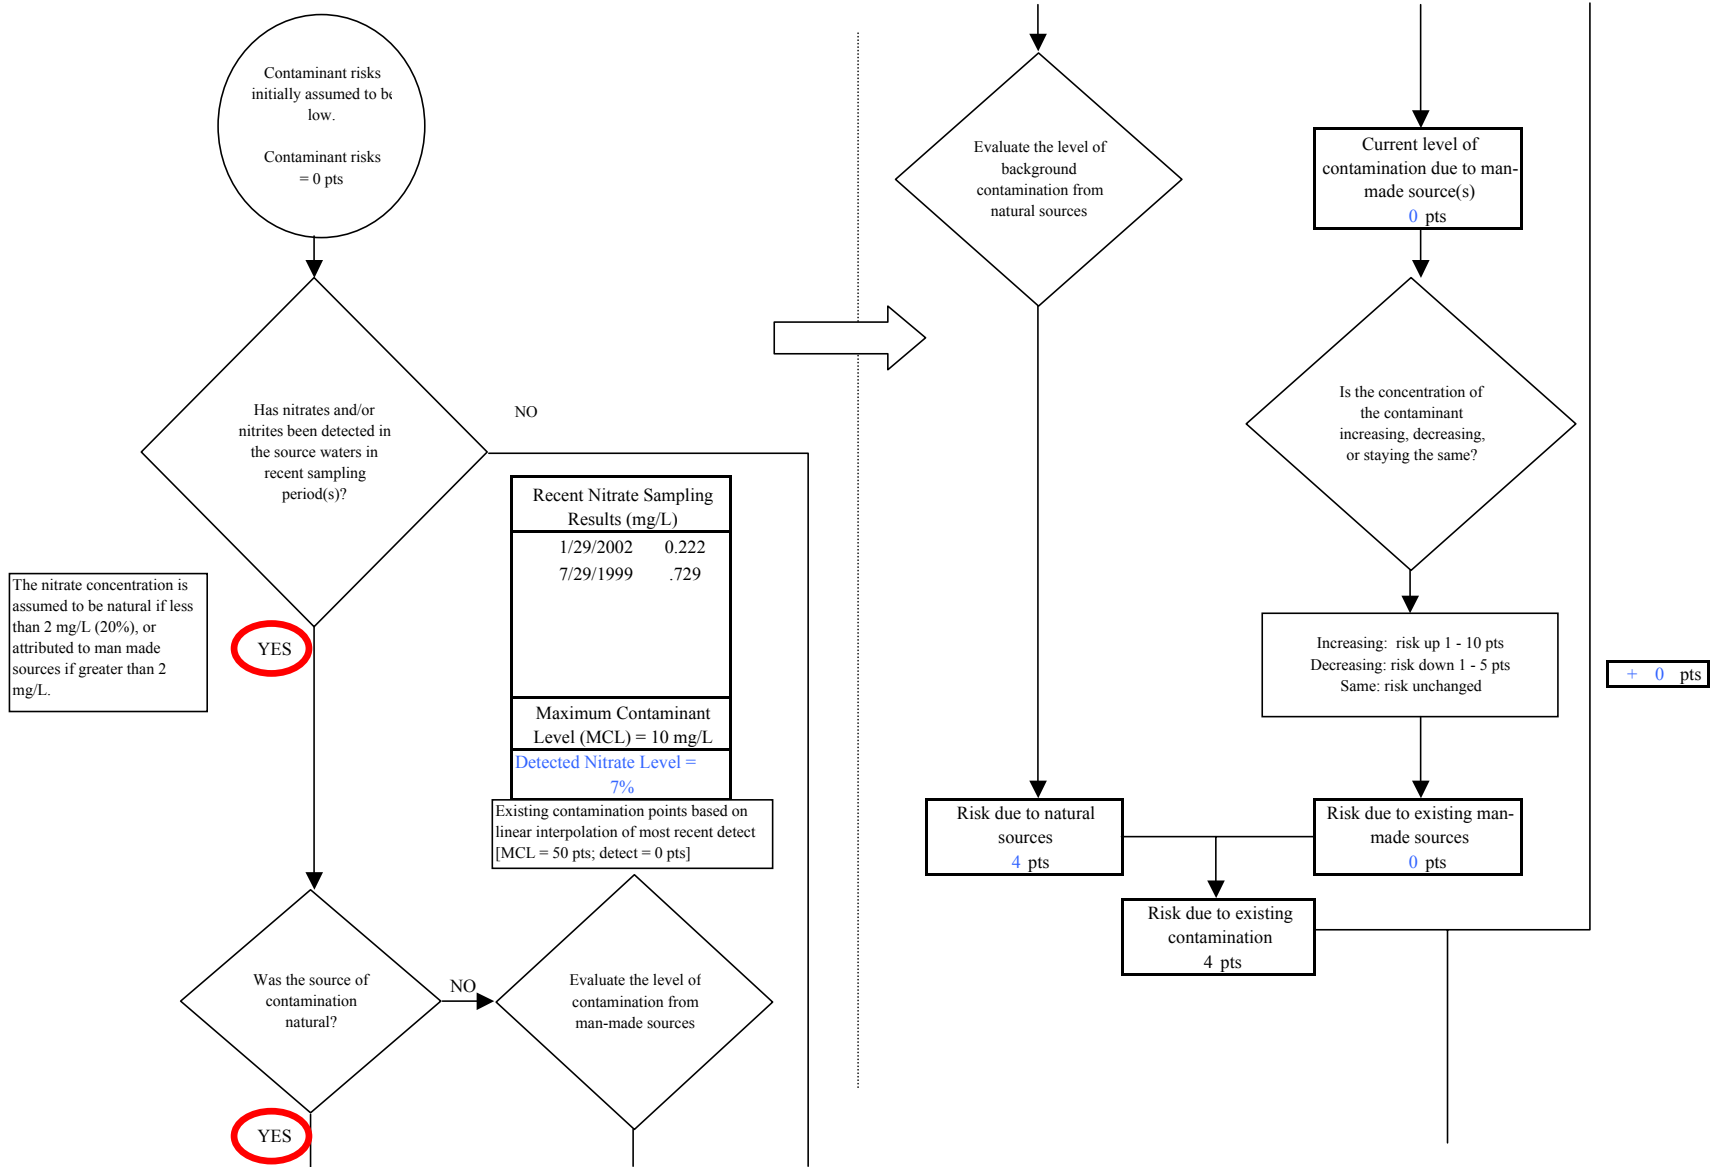 Contaminant risks
initially assumed to be
low.
Contaminant risks
= 0 pts
Has nitrates and/or
nitrites been detected in
the source waters in
recent sampling
period(s)?
NO
Recent Nitrate Sampling
Results (mg/L)
1/29/2002 0.222
7/29/1999 .729
Maximum Contaminant
Level (MCL) = 10 mg/L
Detected Nitrate Level =
7%
Existing contamination points based on
linear interpolation of most recent detect
[MCL = 50 pts; detect = 0 pts]
The nitrate concentration is
assumed to be natural if less
than 2 mg/L (20%), or
attributed to man made
sources if greater than 2
mg/L.
YES
Was the source of
contamination
natural?
NO
Evaluate the level of
contamination from
man-made sources
YES
Evaluate the level of
background
contamination from
natural sources
Current level of
contamination due to man-
made source(s)
0 pts
Is the concentration of
the contaminant
increasing, decreasing,
or staying the same?
Increasing: risk up 1 - 10 pts
Decreasing: risk down 1 - 5 pts
Same: risk unchanged
+ 0 pts
Risk due to natural
sources
4 pts
Risk due to existing man-
made sources
0 pts
Risk due to existing
contamination
4 pts